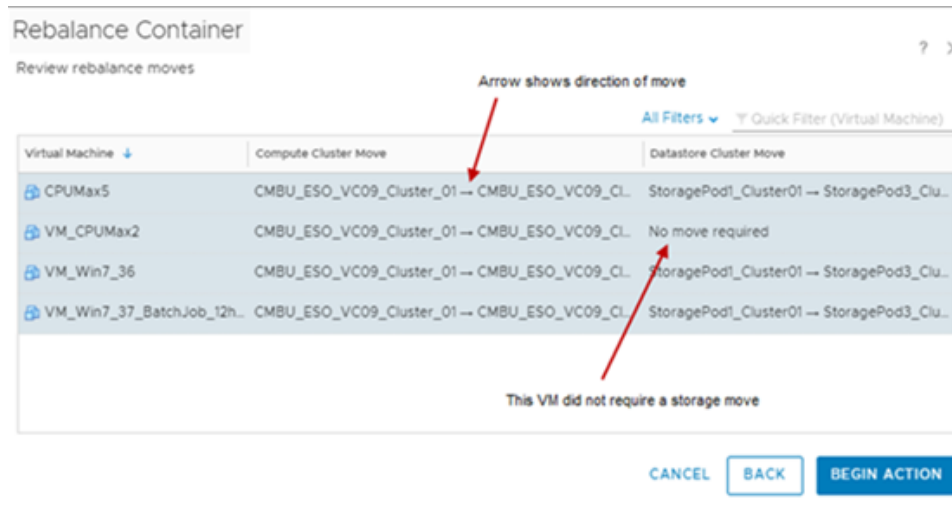 Rebalance Container
?
Review rebalance moves
Arrow shows direction of move
All Filters Quick Filter (Virtual Machine)
Virtual Machine Compute Cluster Move Datastore Cluster Move
CPUMax5 CMBU_ESO_VC09_Cluster_01→ CMBU_ESO_VC09_Cl... StoragePod1_Cluster01 → StoragePod3_Clu...
VM_CPUMax2 CMBU_ESO_VC09_Cluster_01→ CMBU_ESO_VC09_Cl... No move required
VM_Win7_36 CMBU_ESO_VC09_Cluster_01→ CMBU_ESO_VC09_Cl... StoragePod1_Cluster01 → StoragePod3_Clu...
VM_Win7_37_BatchJob_12h... CMBU_ESO_VC09_Cluster_01→ CMBU_ESO_VC09_Cl... StoragePod1_Cluster01 → StoragePod3_Clu...
This VM did not require a storage move
CANCEL BACK BEGIN ACTION